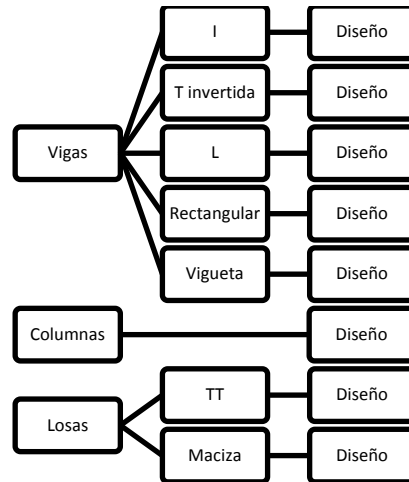 I
Diseño
T invertida
Diseño
Vigas
L
Diseño
Rectangular
Diseño
Vigueta
Diseño
Columnas
Diseño
TT
Diseño
Losas
Maciza
Diseño